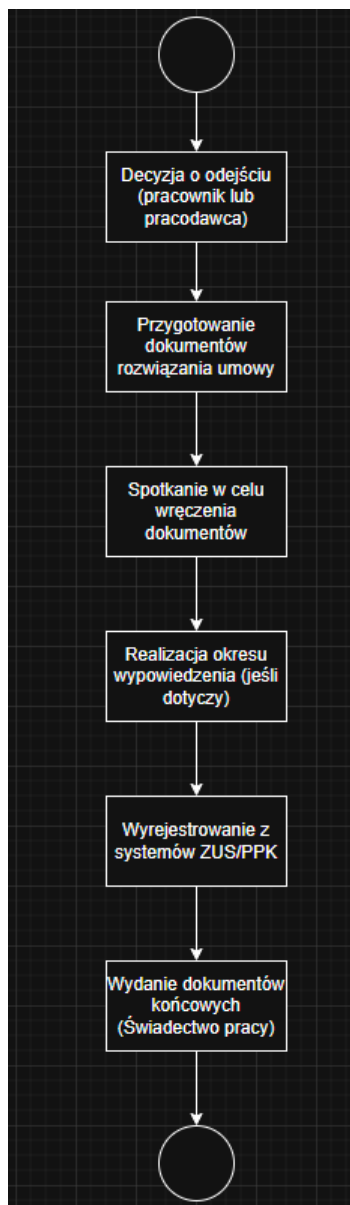 Decyzja o odejściu
(pracownik lub
pracodawca)
Przygotowanie
dokumentów
rozwiązania umowy
Spotkanie w celu
wręczenia
dokumentów
Realizacja okresu
wypowiedzenia (jeśli
dotyczy)
Wyrejestrowanie z
systemów ZUS/PPK
Wydanie dokumentów
końcowych
(Świadectwo pracy)